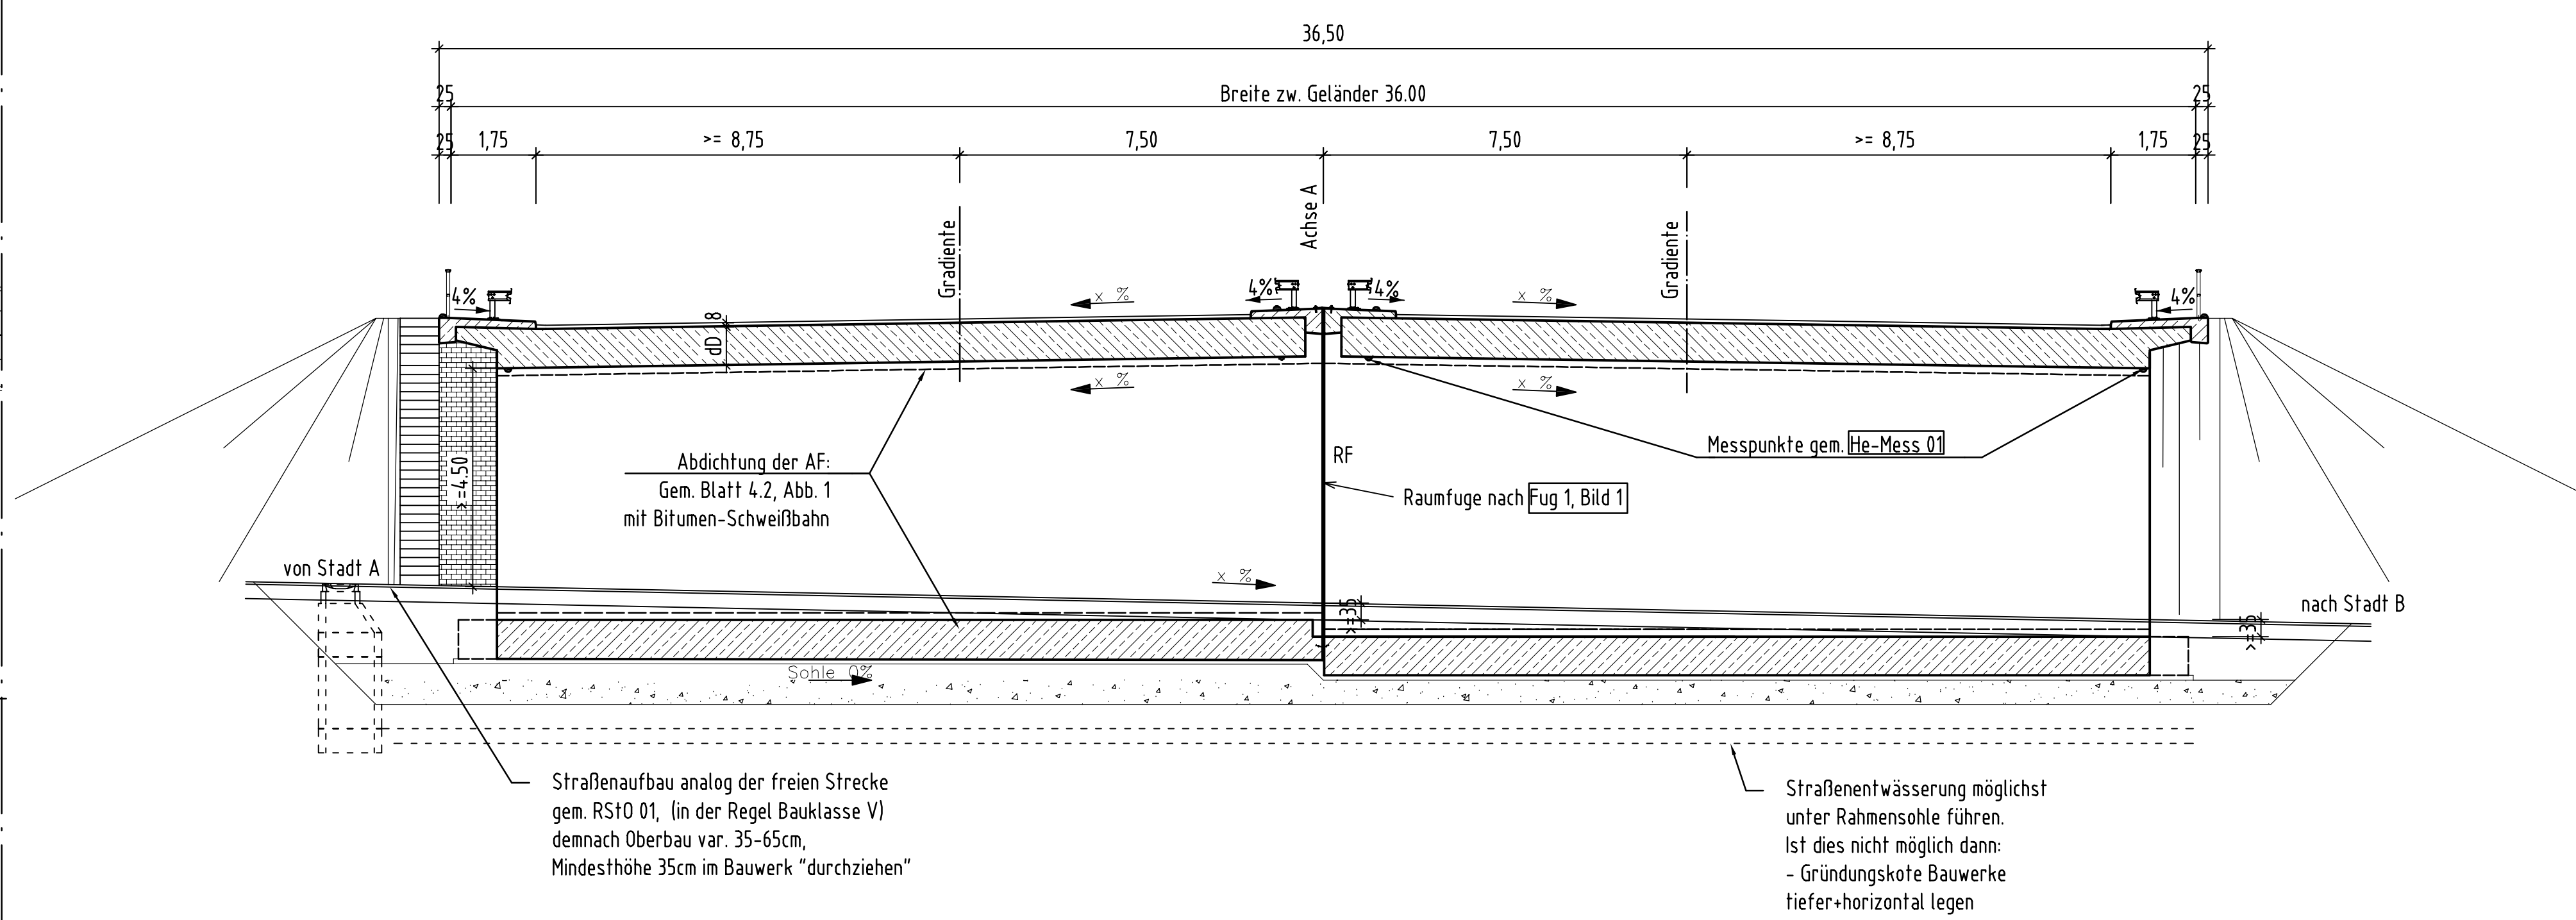 36,50
25
Breite zw. Geländer 36.00
25
25
1,75
>= 8,75
7,50
7,50
>= 8,75
1,75
25
Gradiente
Achse A
Gradiente
4%
8
dD
x %
4%
4%
x %
4%
x %
x %
>=4.50
Abdichtung der AF:
Gem. Blatt 4.2, Abb. 1
mit Bitumen-Schweißbahn
RF
Raumfuge nach Fug 1, Bild 1
Messpunkte gem. He-Mess 01
von Stadt A
x %
>=35
nach Stadt B
>=35
Sohle 0%
Straßenaufbau analog der freien Strecke
gem. RStO 01, (in der Regel Bauklasse V)
demnach Oberbau var. 35-65cm,
Mindesthöhe 35cm im Bauwerk "durchziehen"
Straßenentwässerung möglichst
unter Rahmensohle führen.
Ist dies nicht möglich dann:
- Gründungskote Bauwerke
tiefer+horizontal legen